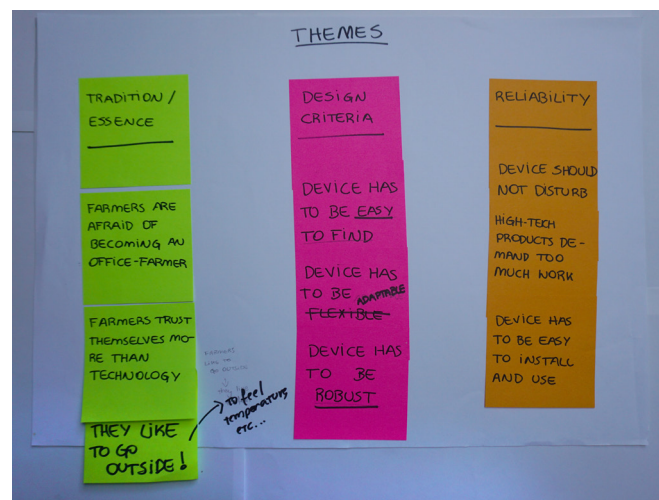 THEMES
TRADITION /
ESSENCE
FARMERS ARE
AFRAID OF
BECOMING AN
OFFICE-FARMER
FARMERS TRUST
THEMSELVES MO-
RE THAN
TECHNOLOGY
THEY LIKE
TO GO
OUTSIDE!
to feel
temperature
etc...
DESIGN
CRITERIA
DEVICE HAS
TO BE EASY
TO FIND
DEVICE HAS
TO BE ADAPTABLE
FLEXIBLE
DEVICE HAS
TO BE
ROBUST
RELIABILITY
DEVICE SHOULD
NOT DISTURB
HIGH-TECH
PRODUCTS DE-
MAND TOO
MUCH WORK
DEVICE HAS
TO BE EASY
TO INSTALL
AND USE